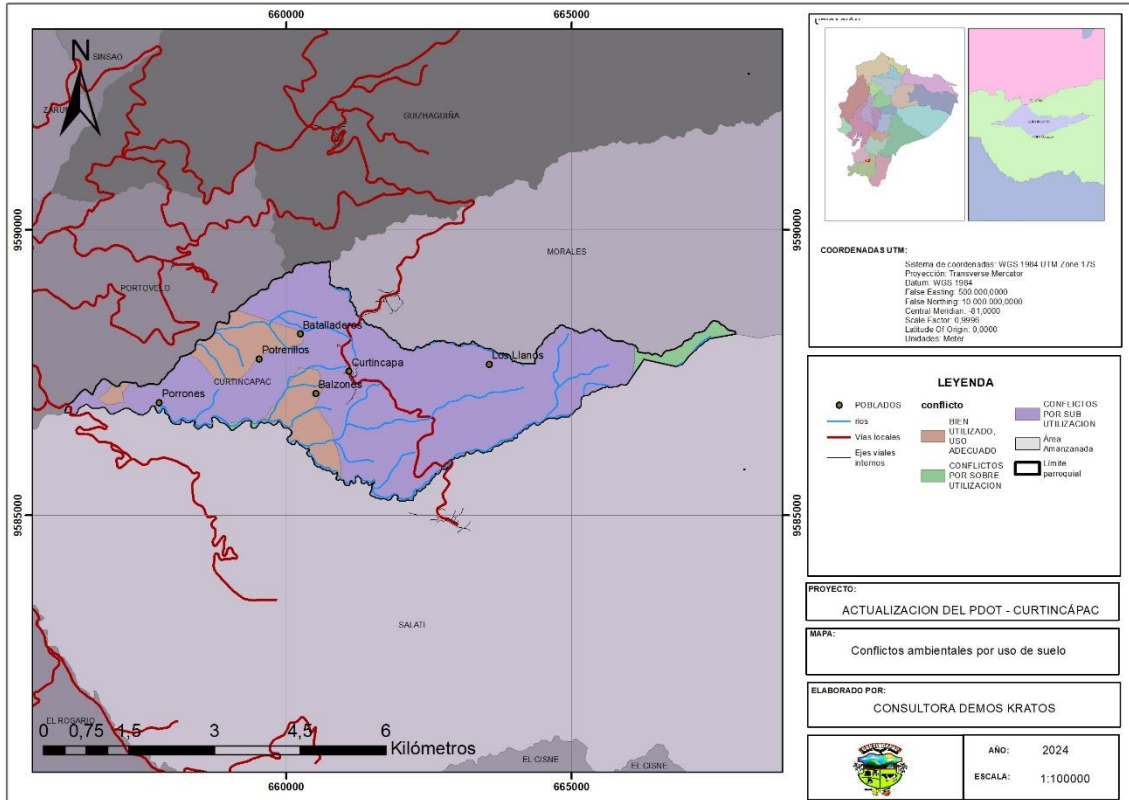 660000
665000
9590000
9585000
9590000
9585000
660000
665000
N
SINSAO
GUIZHAGUIÑA
MORALES
PORTOVELO
Batalladeros
Potrerillos
CURTINCAPAC
Curtincapa
Los Llanos
Balzones
Porrones
SALATI
EL ROSARIO
EL CISNE
EL CISNE
0 0,75 1,5 3 4,5 6
Kilómetros
UBICACIÓN
COORDENADAS UTM:
Sistema de coordenadas: WGS 1984 UTM Zone 17S
Proyección: Transverse Mercator
Datum: WGS 1984
False Easting: 500.000,0000
False Northing: 10.000.000,0000
Central Meridian: -81,0000
Scale Factor: 0,9996
Latitude Of Origin: 0,0000
Unidades: Meter
LEYENDA
POBLADOS
rios
Vías locales
Ejes viales
internos
conflicto
BIEN
UTILIZADO,
USO
ADECUADO
CONFLICTOS
POR SOBRE
UTILIZACION
CONFLICTOS
POR SUB
UTILIZACION
Área
Amanzanada
Límite
parroquial
PROYECTO:
ACTUALIZACION DEL PDOT - CURTINCÁPAC
MAPA:
Conflictos ambientales por uso de suelo
ELABORADO POR:
CONSULTORA DEMOS KRATOS
AÑO: 2024
ESCALA: 1:100000